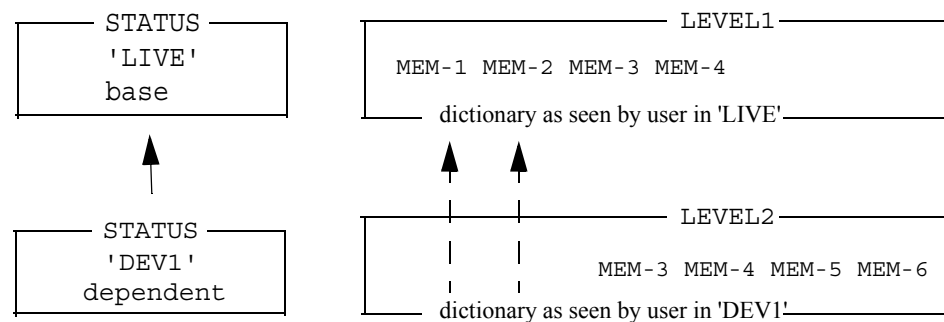 STATUS
'LIVE'
base
LEVEL1
MEM-1 MEM-2 MEM-3 MEM-4
dictionary as seen by user in 'LIVE'
STATUS
'DEV1'
dependent
LEVEL2
MEM-3 MEM-4 MEM-5 MEM-6
dictionary as seen by user in 'DEV1'